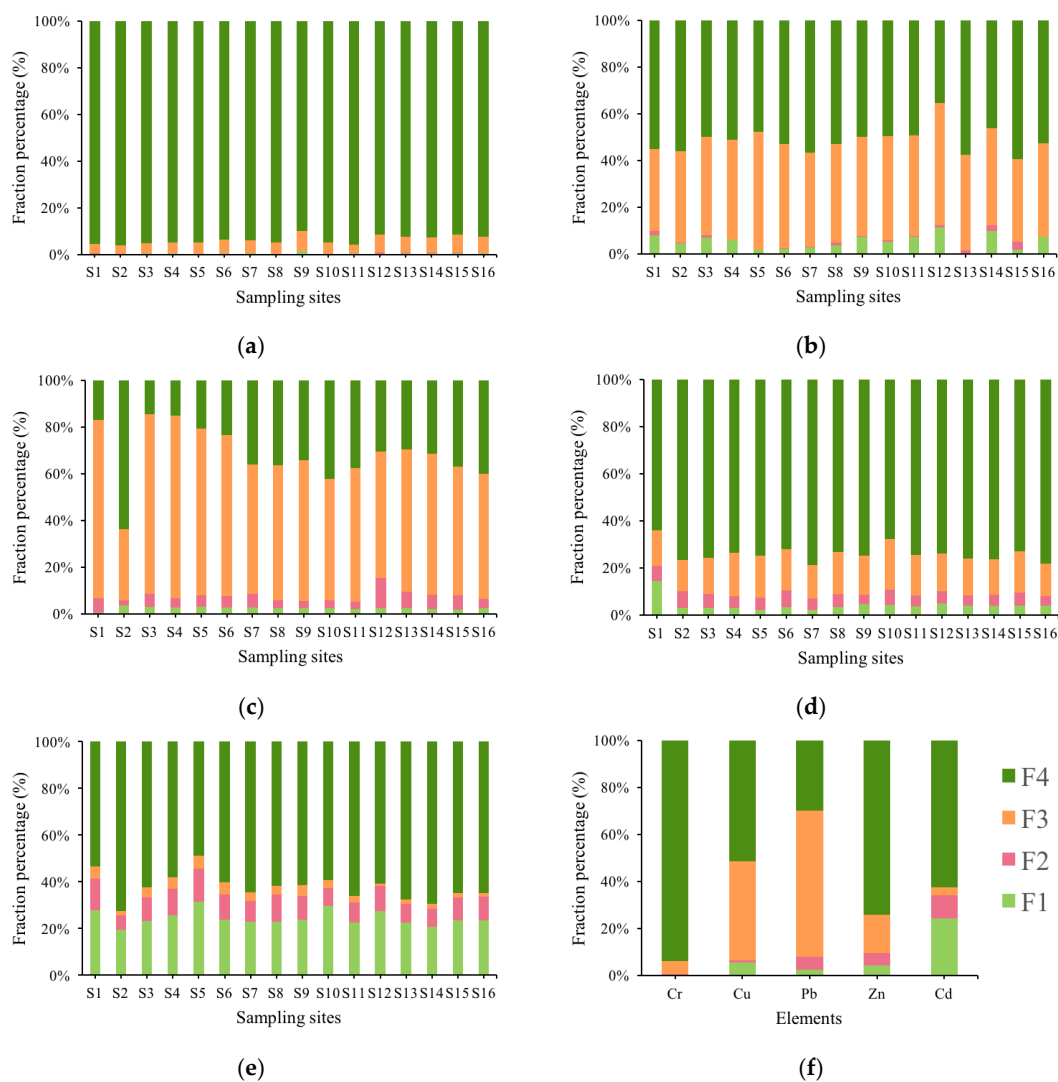 Fraction percentage (%)
100%
80%
60%
40%
20%
0%
S1 S2 S3 S4 S5 S6 S7 S8 S9 S10 S11 S12 S13 S14 S15 S16
Sampling sites
(a)
Fraction percentage (%)
100%
80%
60%
40%
20%
0%
S1 S2 S3 S4 S5 S6 S7 S8 S9 S10 S11 S12 S13 S14 S15 S16
Sampling sites
(b)
Fraction percentage (%)
100%
80%
60%
40%
20%
0%
S1 S2 S3 S4 S5 S6 S7 S8 S9 S10 S11 S12 S13 S14 S15 S16
Sampling sites
(c)
Fraction percentage (%)
100%
80%
60%
40%
20%
0%
S1 S2 S3 S4 S5 S6 S7 S8 S9 S10 S11 S12 S13 S14 S15 S16
Sampling sites
(d)
Fraction percentage (%)
100%
80%
60%
40%
20%
0%
S1 S2 S3 S4 S5 S6 S7 S8 S9 S10 S11 S12 S13 S14 S15 S16
Sampling sites
(e)
Fraction percentage (%)
100%
80%
60%
40%
20%
0%
Cr Cu Pb Zn Cd
Elements
F4
F3
F2
F1
(f)